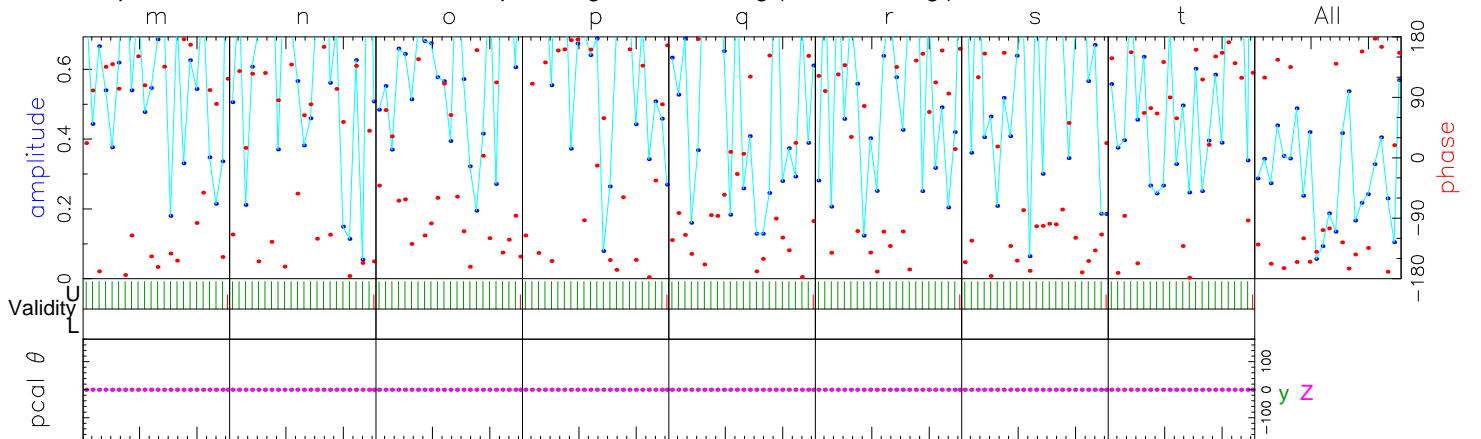 m n o p q r s t All
amplitude
0 0.2 0.4 0.6
phase
180 90 0 −90 −180
Validity
U
L
pcal θ
100 0 −100
y Z